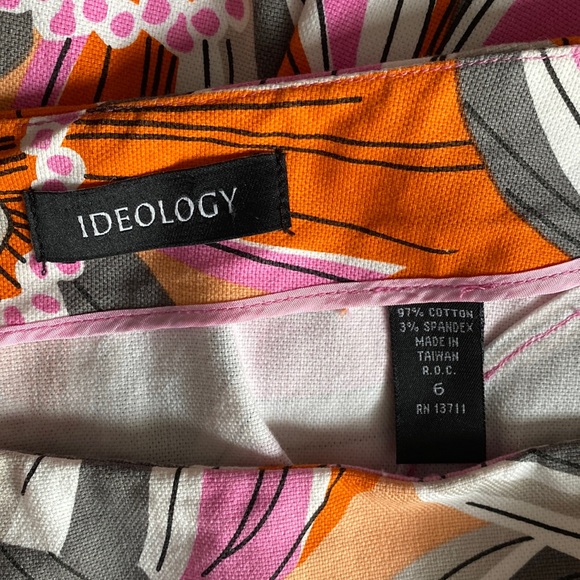 IDEOLOGY
97% COTTON
3% SPANDEX
MADE IN
TAIWAN
R.O.C.
6
RN 13711